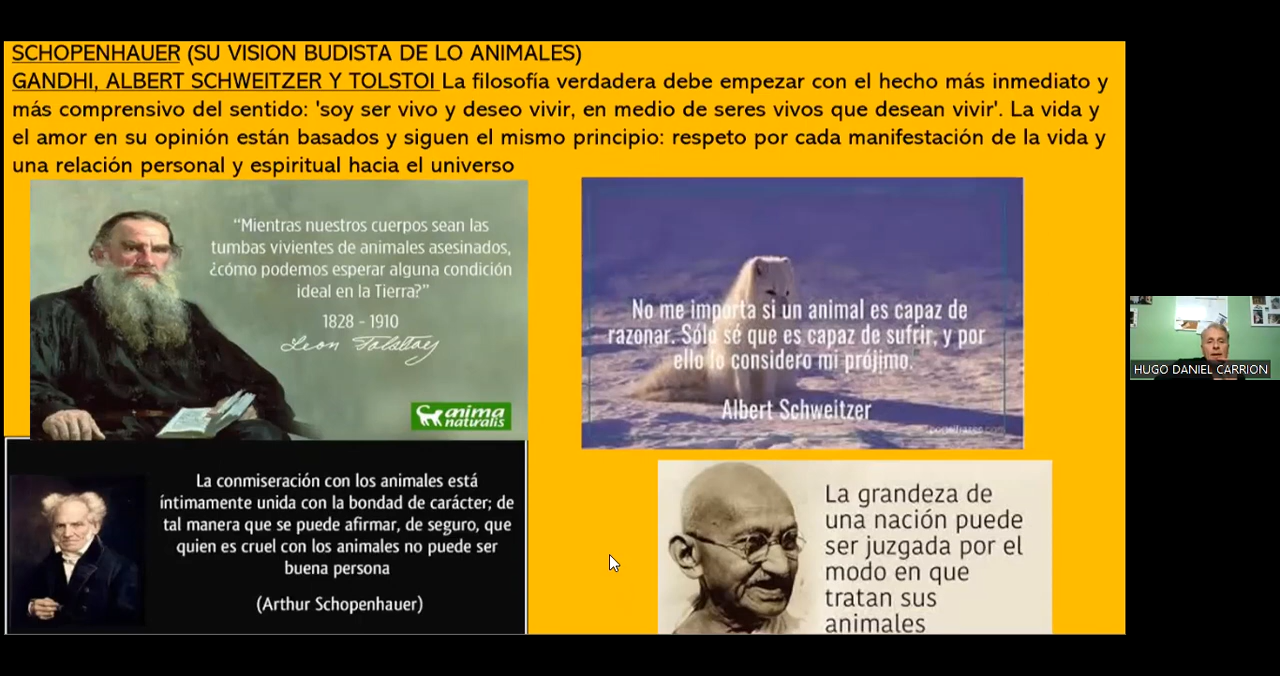 SCHOPENHAUER (SU VISION BUDISTA DE LO ANIMALES)
GANDHI, ALBERT SCHWEITZER Y TOLSTOI La filosofía verdadera debe empezar con el hecho más inmediato y
más comprensivo del sentido: 'soy ser vivo y deseo vivir, en medio de seres vivos que desean vivir'. La vida y
el amor en su opinión están basados y siguen el mismo principio: respeto por cada manifestación de la vida y
una relación personal y espiritual hacia el universo
“Mientras nuestros cuerpos sean las
tumbas vivientes de animales asesinados,
¿cómo podemos esperar alguna condición
ideal en la Tierra?”
1828 - 1910
Leon Tolstoy
anima
naturalis
No me importa si un animal es capaz de
razonar. Sólo sé que es capaz de sufrir, y por
ello lo considero mi prójimo.
Albert Schweitzer
La conmiseración con los animales está
íntimamente unida con la bondad de carácter; de
tal manera que se puede afirmar, de seguro, que
quien es cruel con los animales no puede ser
buena persona
(Arthur Schopenhauer)
La grandeza de
una nación puede
ser juzgada por el
modo en que
tratan sus
animales
HUGO DANIEL CARRION